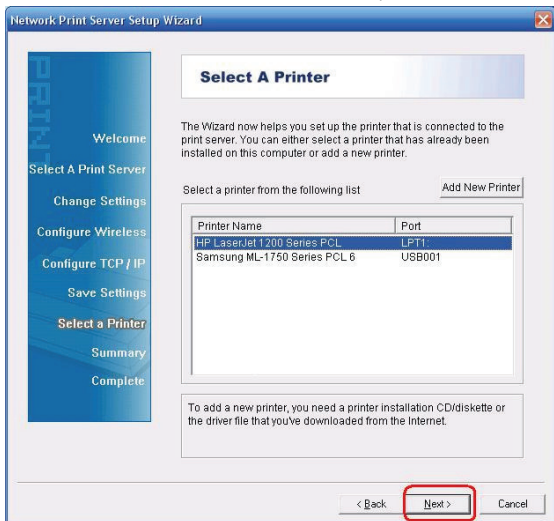 Network Print Server Setup Wizard
PRINT
Welcome
Select A Print Server
Change Settings
Configure Wireless
Configure TCP / IP
Save Settings
Select a Printer
Summary
Complete
Select A Printer
The Wizard now helps you set up the printer that is connected to the
print server. You can either select a printer that has already been
installed on this computer or add a new printer.
Select a printer from the following list
Add New Printer
Printer Name Port
HP LaserJet 1200 Series PCL LPT1:
Samsung ML-1750 Series PCL 6 USB001
To add a new printer, you need a printer installation CD/diskette or
the driver file that you've downloaded from the Internet.
< Back Next > Cancel